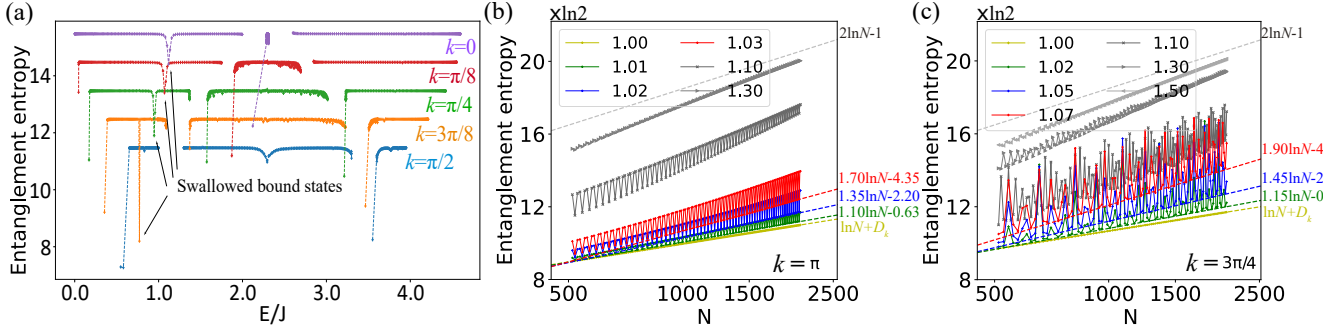 (a)
Entanglement entropy
14
12
10
8
k=0
k=π/8
k=π/4
k=3π/8
k=π/2
Swallowed bound states
0.0 1.0 2.0 3.0 4.0
E/J
(b)
×ln2
Entanglement entropy
20
16
12
8
1.00
1.01
1.02
1.03
1.10
1.30
2lnN-1
1.70lnN-4.35
1.35lnN-2.20
1.10lnN-0.63
lnN+Dₖ
k = π
500 1000 1500 2500
N
(c)
×ln2
Entanglement entropy
20
16
12
8
1.00
1.02
1.05
1.07
1.10
1.30
1.50
2lnN-1
1.90lnN-4
1.45lnN-2
1.15lnN-0
lnN+Dₖ
k = 3π/4
500 1000 1500 2500
N